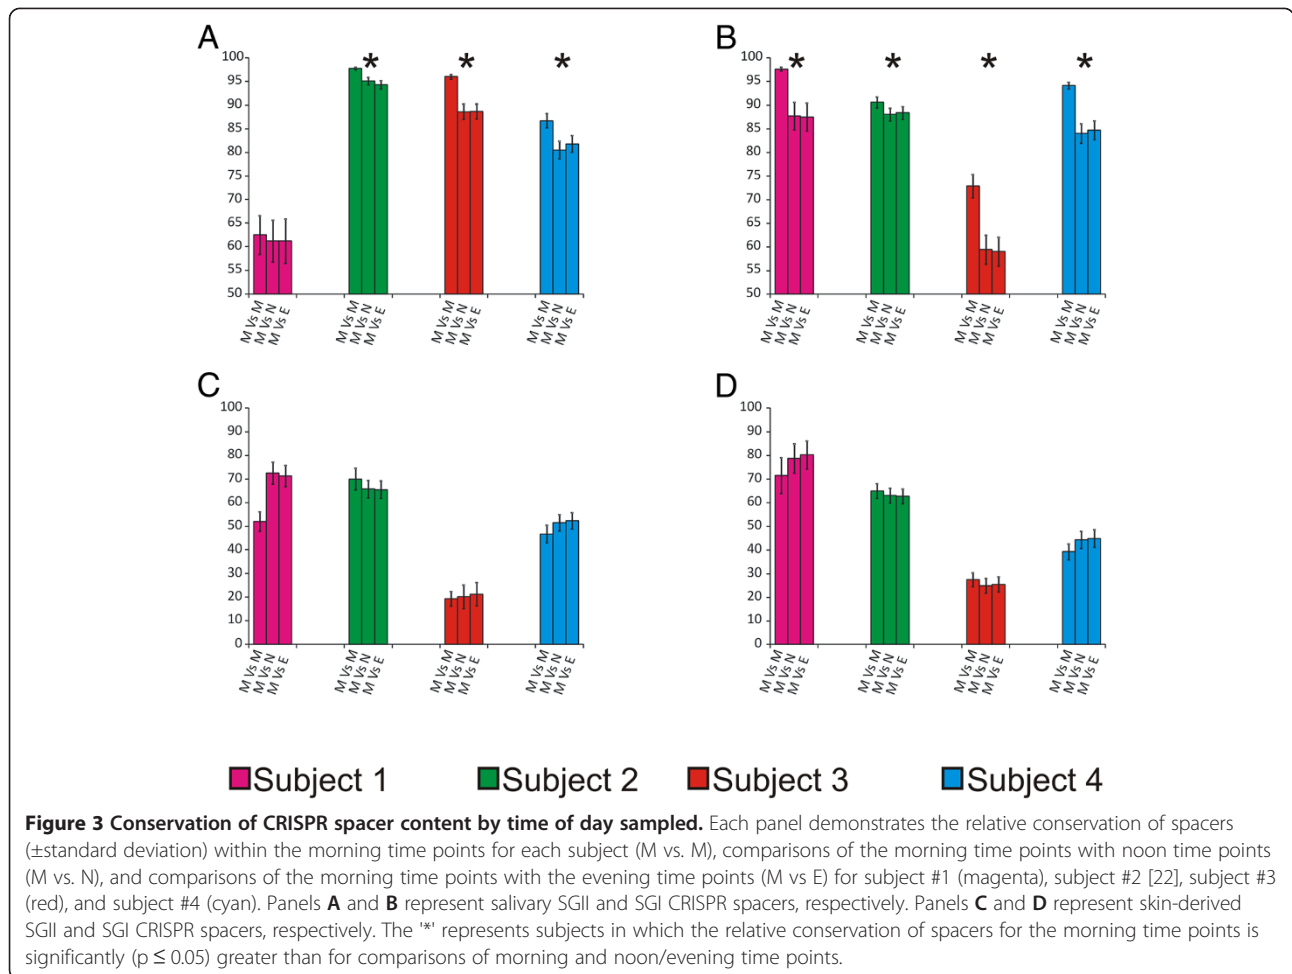 A
* * *
100
95
90
85
80
75
70
65
60
55
50
M Vs M
M Vs N
M Vs E
M Vs M
M Vs N
M Vs E
M Vs M
M Vs N
M Vs E
M Vs M
M Vs N
M Vs E
B
* * * *
100
95
90
85
80
75
70
65
60
55
50
M Vs M
M Vs N
M Vs E
M Vs M
M Vs N
M Vs E
M Vs M
M Vs N
M Vs E
M Vs M
M Vs N
M Vs E
C
100
90
80
70
60
50
40
30
20
10
0
M Vs M
M Vs N
M Vs E
M Vs M
M Vs N
M Vs E
M Vs M
M Vs N
M Vs E
M Vs M
M Vs N
M Vs E
D
100
90
80
70
60
50
40
30
20
10
0
M Vs M
M Vs N
M Vs E
M Vs M
M Vs N
M Vs E
M Vs M
M Vs N
M Vs E
M Vs M
M Vs N
M Vs E
Subject 1 Subject 2 Subject 3 Subject 4
Figure 3 Conservation of CRISPR spacer content by time of day sampled. Each panel demonstrates the relative conservation of spacers
(±standard deviation) within the morning time points for each subject (M vs. M), comparisons of the morning time points with noon time points
(M vs. N), and comparisons of the morning time points with the evening time points (M vs E) for subject #1 (magenta), subject #2 [22], subject #3
(red), and subject #4 (cyan). Panels A and B represent salivary SGII and SGI CRISPR spacers, respectively. Panels C and D represent skin-derived
SGII and SGI CRISPR spacers, respectively. The '*' represents subjects in which the relative conservation of spacers for the morning time points is
significantly (p ≤ 0.05) greater than for comparisons of morning and noon/evening time points.